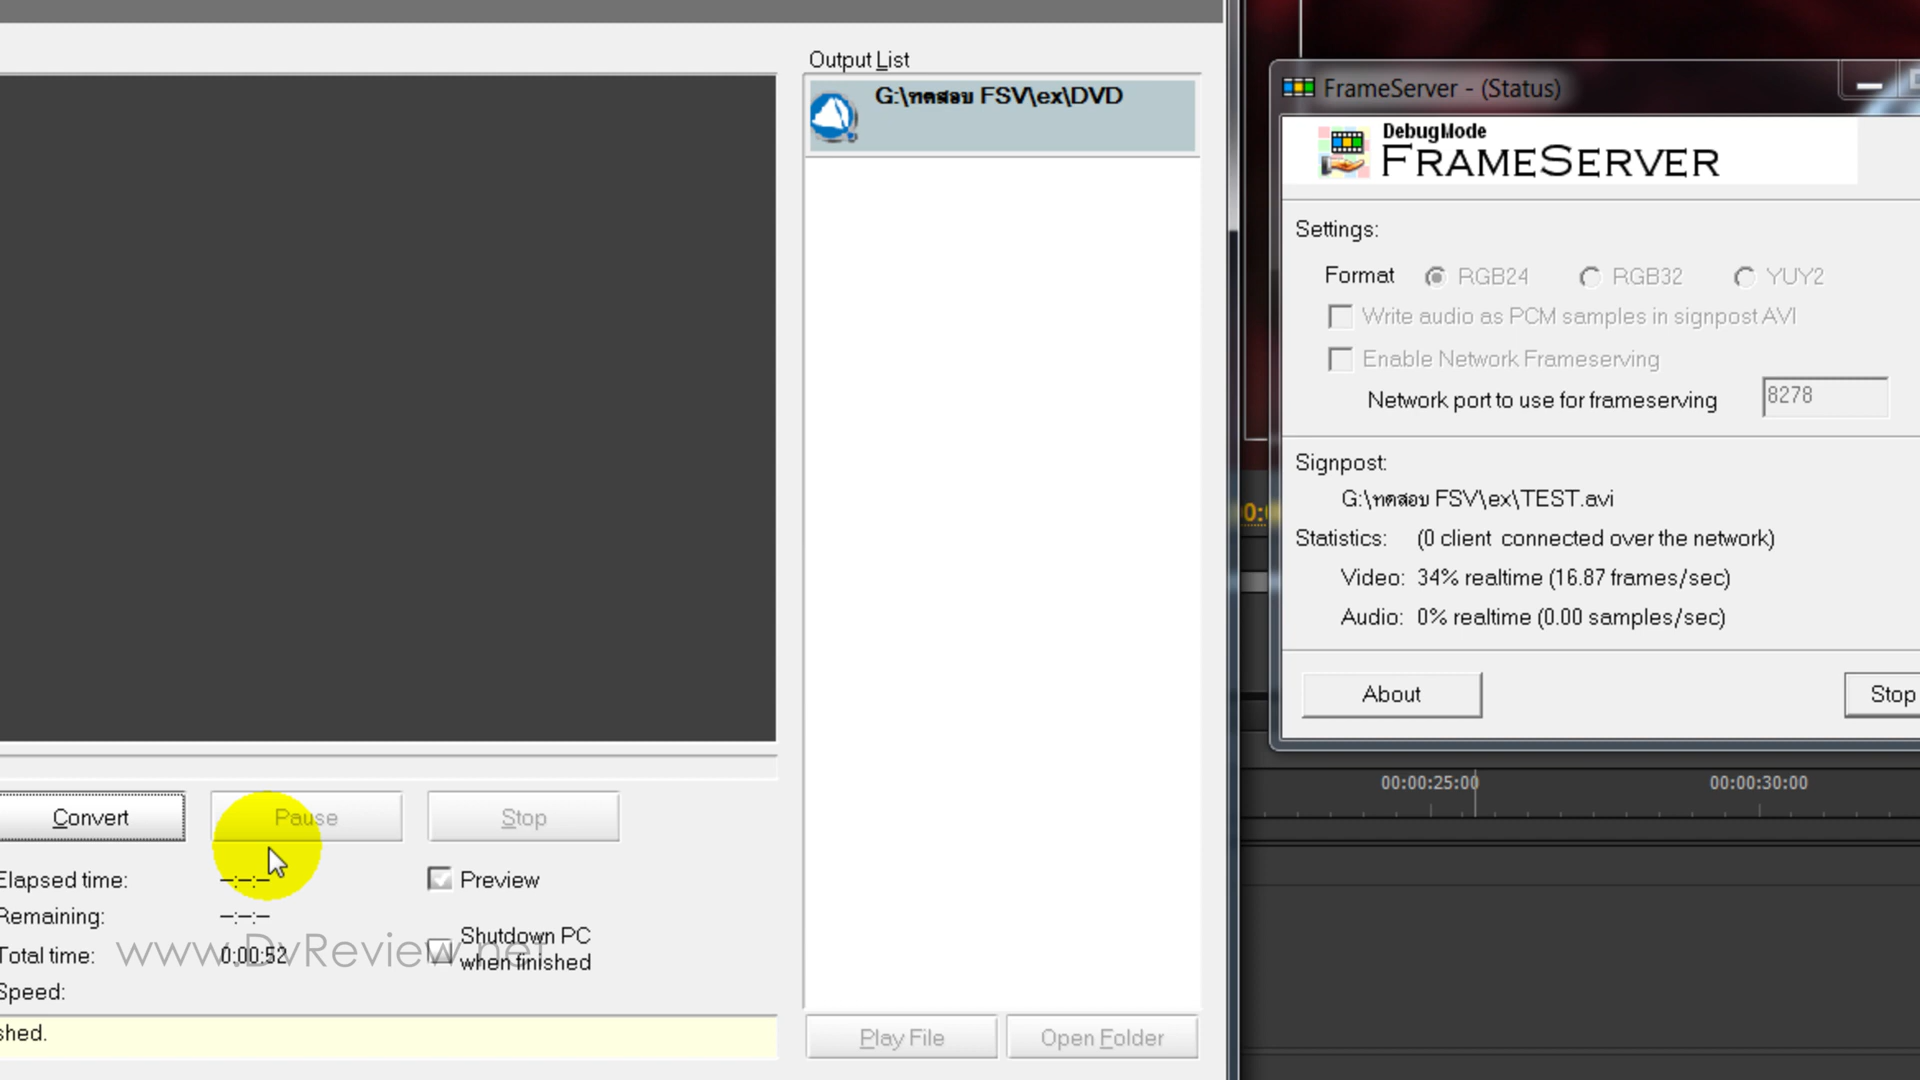 Output List
G:\ทดสอบ FSV\ex\DVD
Convert
Pause
Stop
Elapsed time:
--:--:--
Preview
Remaining:
--:--:--
Shutdown PC
when finished
Total time:
0:00:52
www.DvReview.net
Speed:
shed.
Play File
Open Folder
FrameServer - (Status)
DebugMode
FRAMESERVER
Settings:
Format RGB24 RGB32 YUY2
Write audio as PCM samples in signpost AVI
Enable Network Frameserving
Network port to use for frameserving 8278
Signpost:
G:\ทดสอบ FSV\ex\TEST.avi
Statistics: (0 client connected over the network)
Video: 34% realtime (16.87 frames/sec)
Audio: 0% realtime (0.00 samples/sec)
About
Stop
00:00:25:00
00:00:30:00